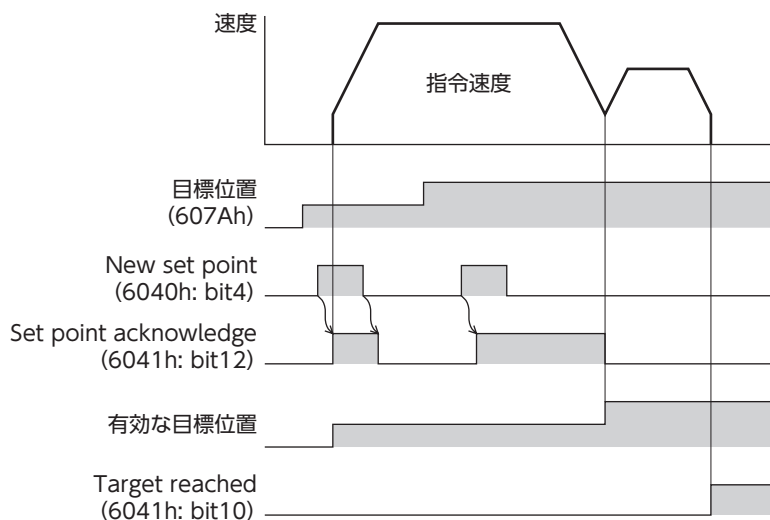 速度
指令速度
目標位置
(607Ah)
New set point
(6040h: bit4)
Set point acknowledge
(6041h: bit12)
有効な目標位置
Target reached
(6041h: bit10)